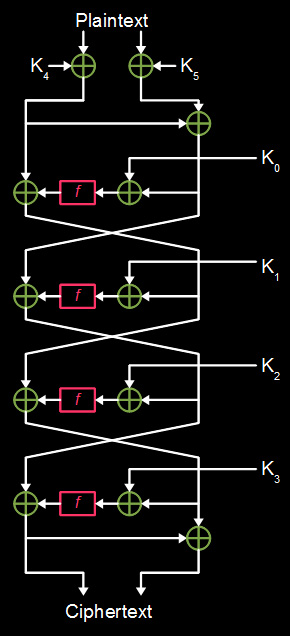 Plaintext
K4 K5
K0
f
K1
f
K2
f
K3
f
Ciphertext